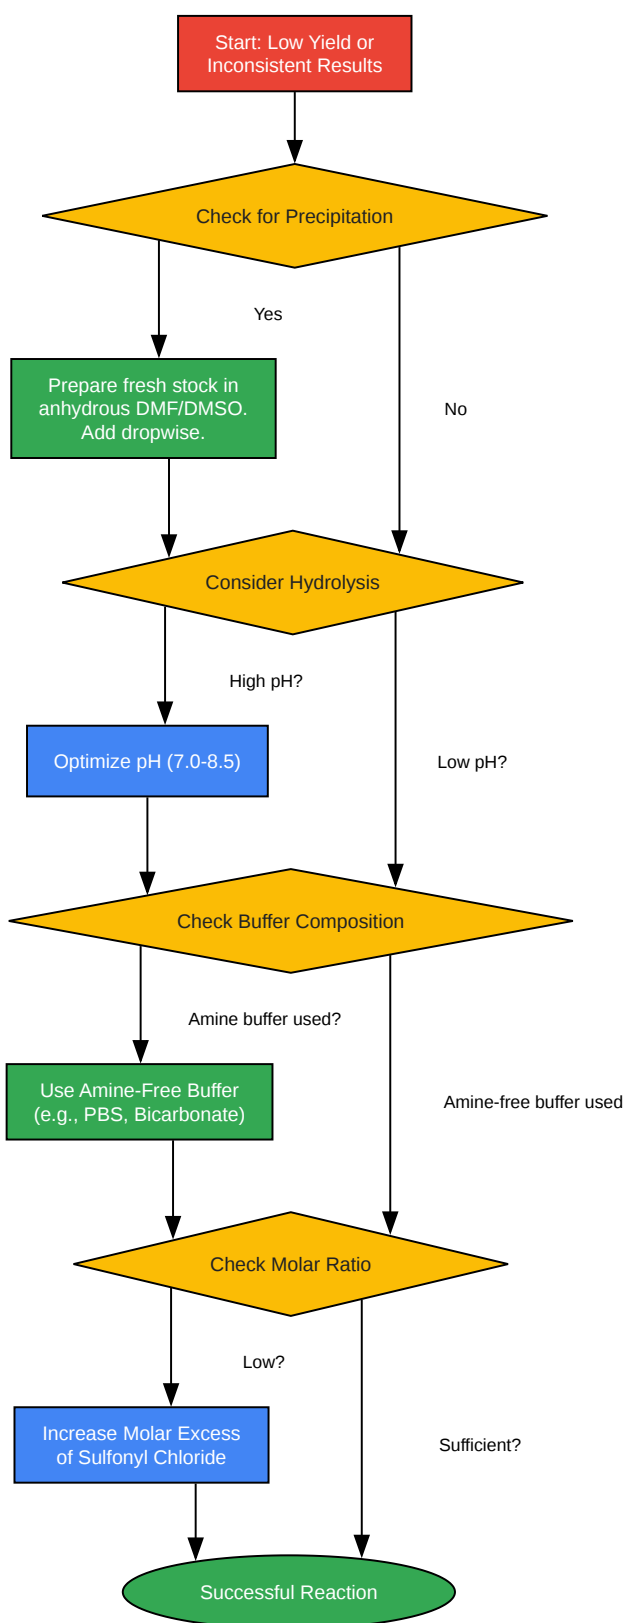 Start: Low Yield or
Inconsistent Results
Check for Precipitation
Yes
Prepare fresh stock in
anhydrous DMF/DMSO.
Add dropwise.
No
Consider Hydrolysis
High pH?
Optimize pH (7.0-8.5)
Low pH?
Check Buffer Composition
Amine buffer used?
Use Amine-Free Buffer
(e.g., PBS, Bicarbonate)
Amine-free buffer used
Check Molar Ratio
Low?
Increase Molar Excess
of Sulfonyl Chloride
Sufficient?
Successful Reaction